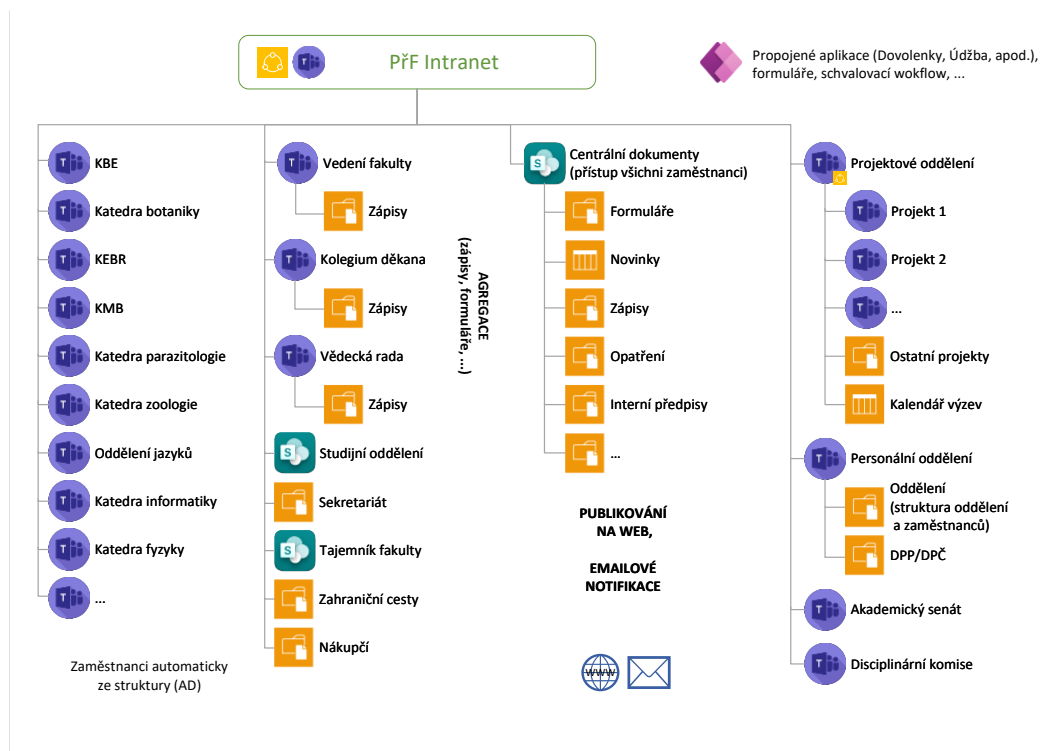 PřF Intranet
Propojené aplikace (Dovolenky, Údžba, apod.),
formuláře, schvalovací wokflow, ...
KBE
Katedra botaniky
KEBR
KMB
Katedra parazitologie
Katedra zoologie
Oddělení jazyků
Katedra informatiky
Katedra fyzyky
...
Zaměstnanci automaticky
ze struktury (AD)
Vedení fakulty
Zápisy
Kolegium děkana
Zápisy
Vědecká rada
Zápisy
Studijní oddělení
Sekretariát
Tajemník fakulty
Zahraniční cesty
Nákupčí
AGREGACE
(zápisy, formuláře, ...)
Centrální dokumenty
(přístup všichni zaměstnanci)
Formuláře
Novinky
Zápisy
Opatření
Interní předpisy
...
PUBLIKOVÁNÍ
NA WEB,
EMAILOVÉ
NOTIFIKACE
WWW
Projektové oddělení
Projekt 1
Projekt 2
...
Ostatní projekty
Kalendář výzev
Personální oddělení
Oddělení
(struktura oddělení
a zaměstnanců)
DPP/DPČ
Akademický senát
Disciplinární komise